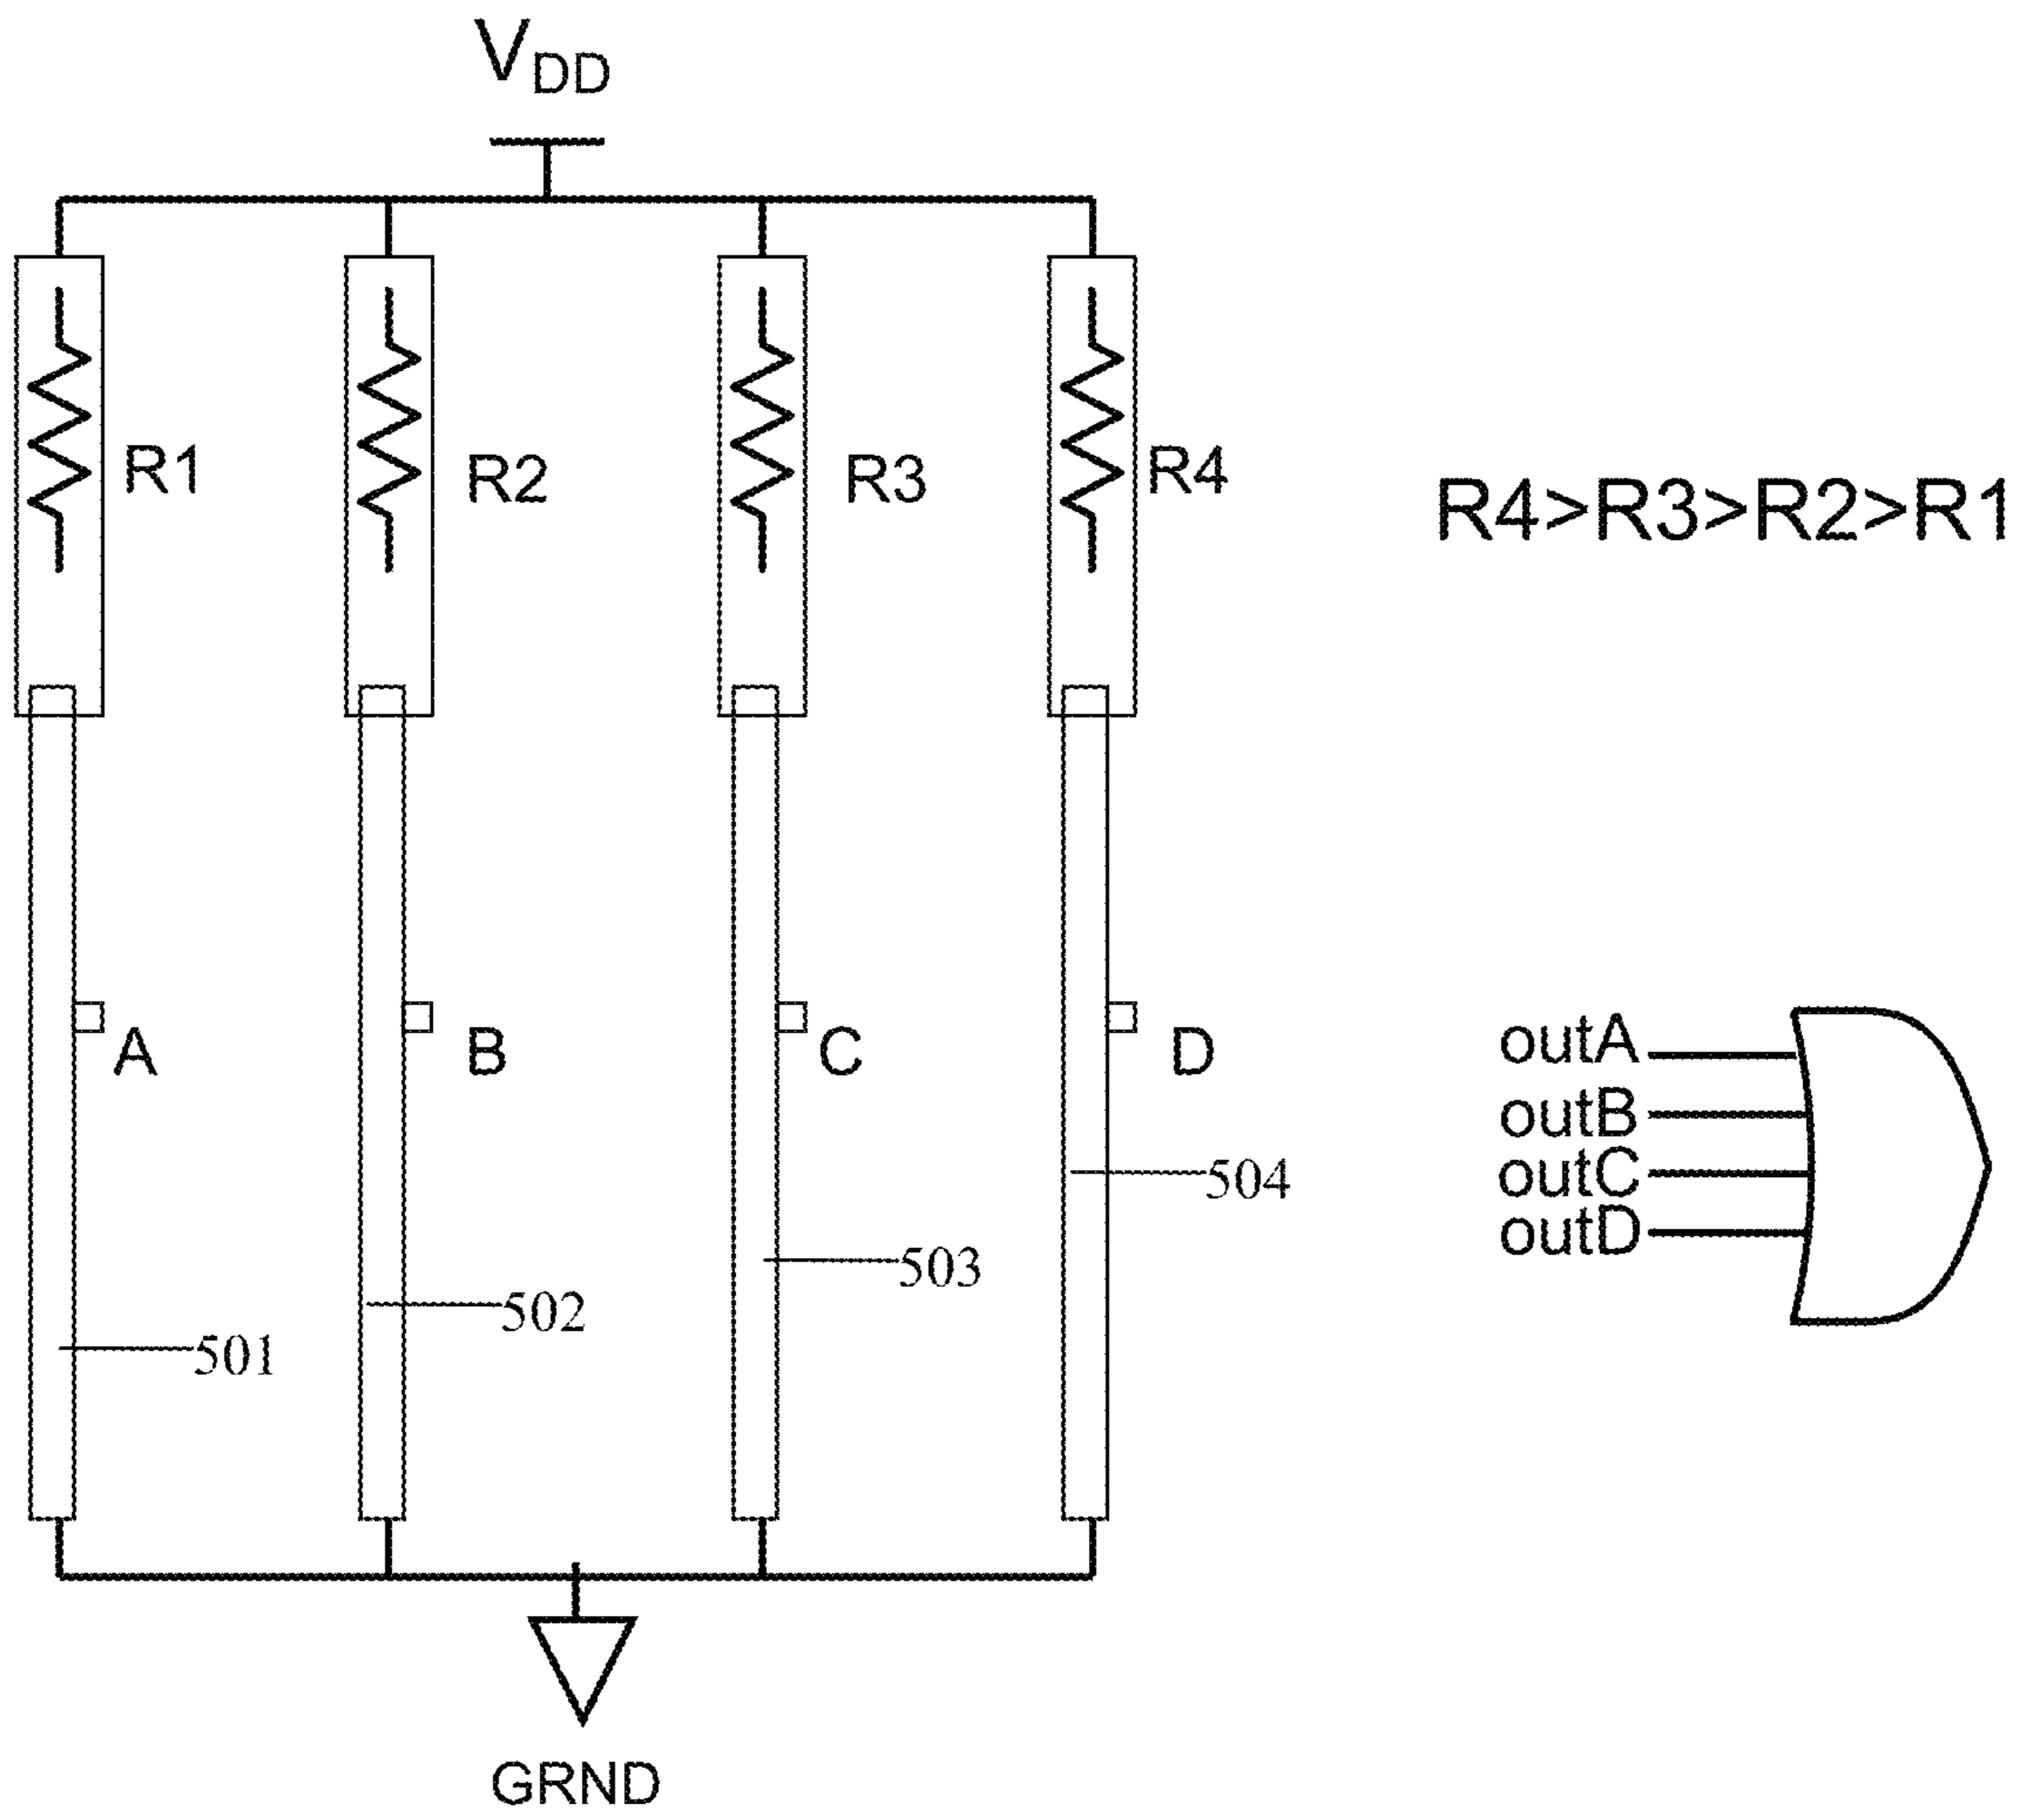 VDD
R1
R2
R3
R4
R4>R3>R2>R1
A
B
C
D
outA
outB
outC
outD
504
503
502
501
GRND